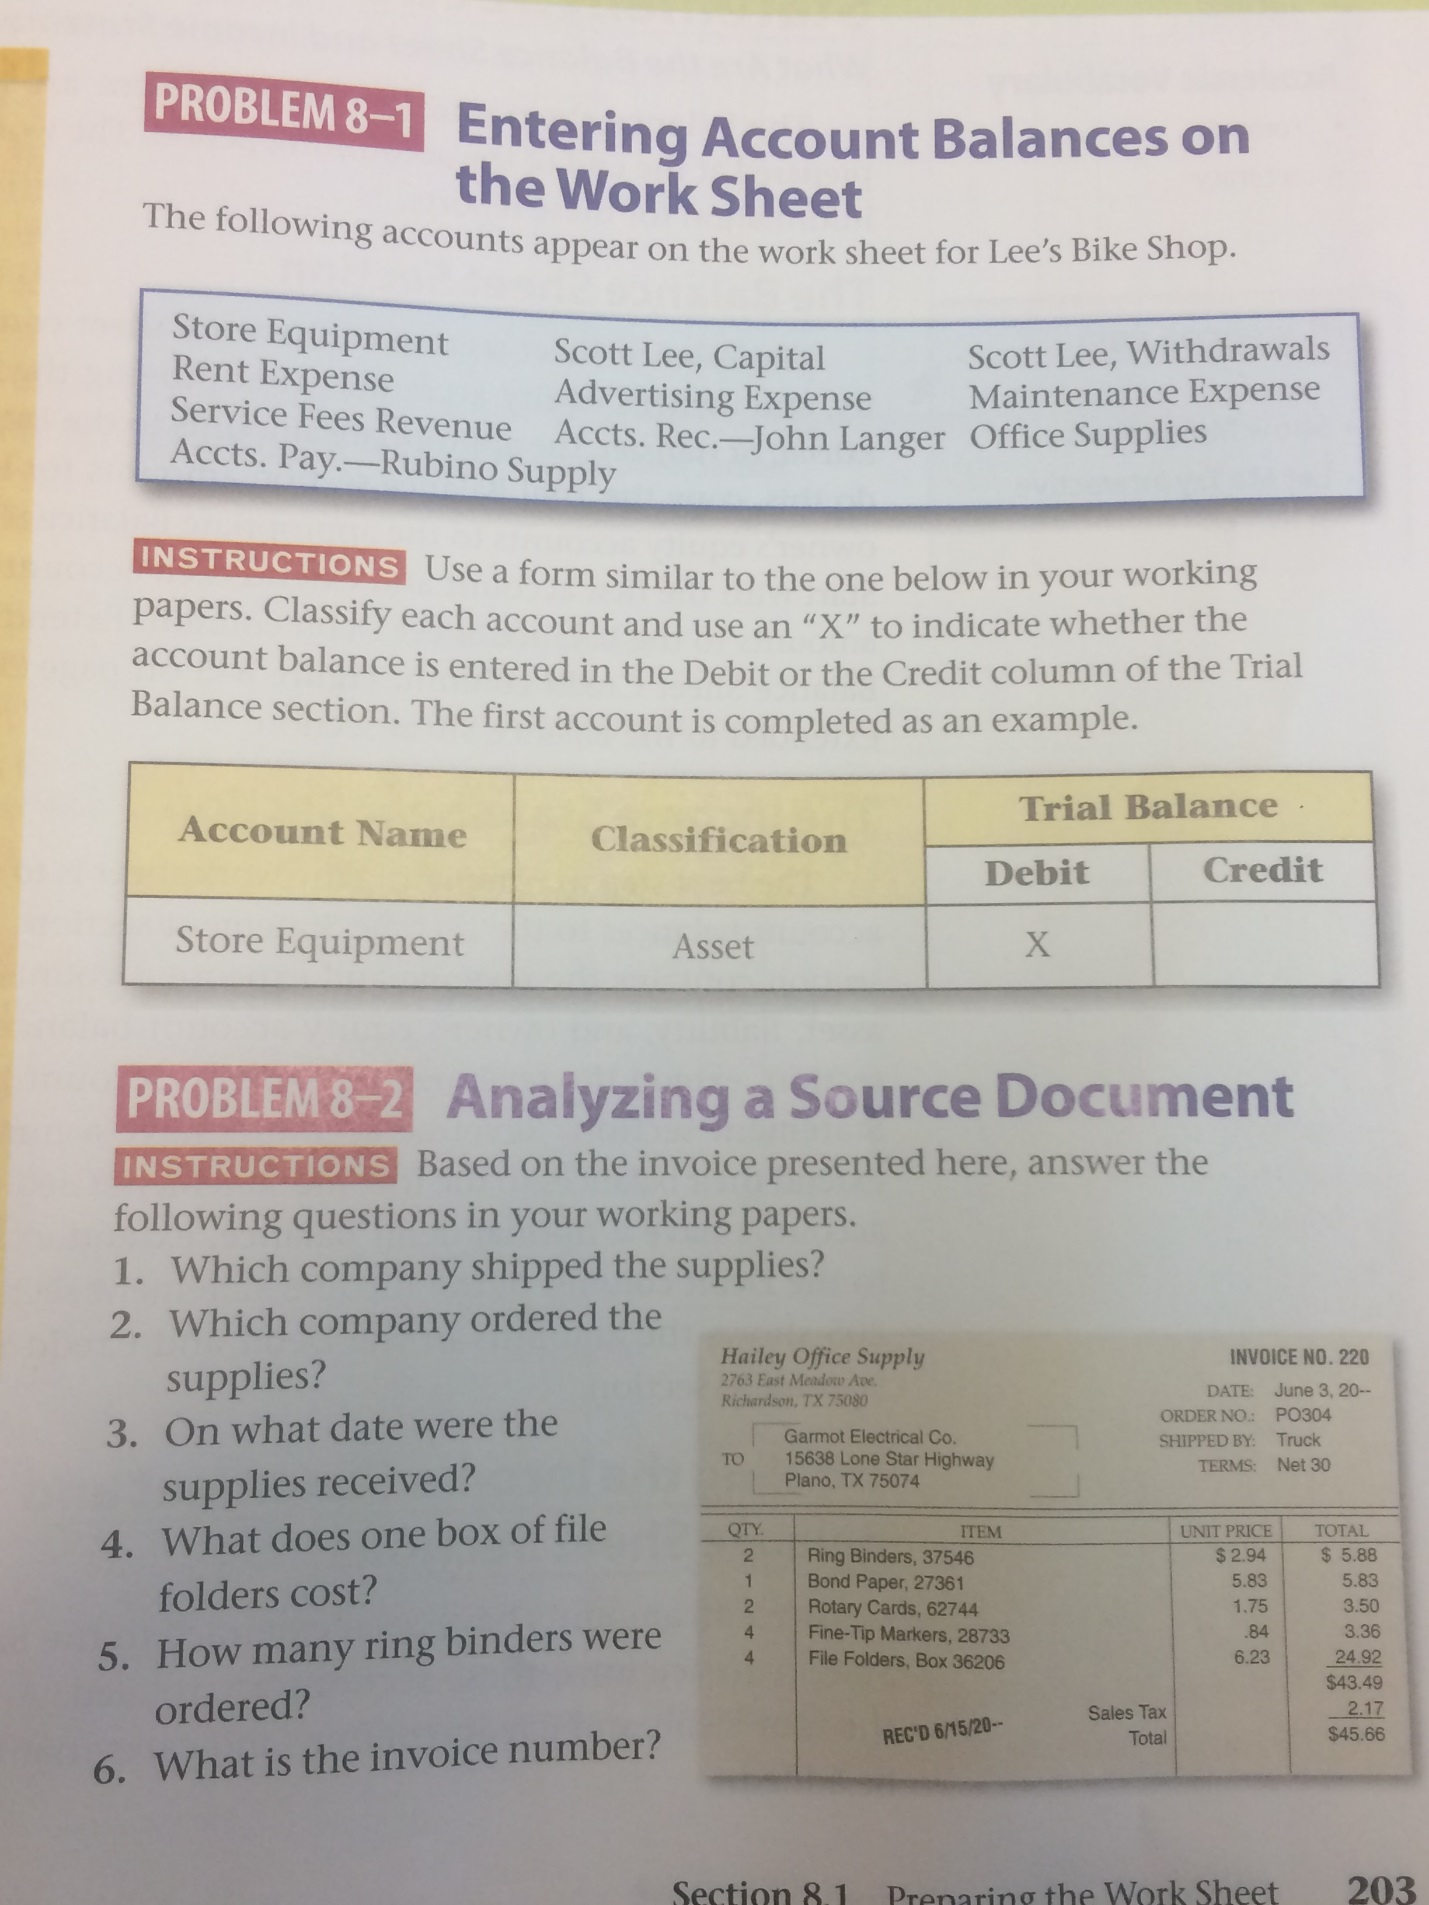 PROBLEM 8–1 Entering Account Balances on
the Work Sheet
The following accounts appear on the work sheet for Lee's Bike Shop.
Store Equipment Scott Lee, Capital Scott Lee, Withdrawals
Rent Expense Advertising Expense Maintenance Expense
Service Fees Revenue Accts. Rec.—John Langer Office Supplies
Accts. Pay.—Rubino Supply
INSTRUCTIONS Use a form similar to the one below in your working
papers. Classify each account and use an "X" to indicate whether the
account balance is entered in the Debit or the Credit column of the Trial
Balance section. The first account is completed as an example.
Account Name Classification Trial Balance
Debit Credit
Store Equipment Asset X
PROBLEM 8–2 Analyzing a Source Document
INSTRUCTIONS Based on the invoice presented here, answer the
following questions in your working papers.
1. Which company shipped the supplies?
2. Which company ordered the
supplies?
3. On what date were the
supplies received?
4. What does one box of file
folders cost?
5. How many ring binders were
ordered?
6. What is the invoice number?
Hailey Office Supply
2763 East Meadow Ave.
Richardson, TX 75080
INVOICE NO. 220
DATE: June 3, 20--
ORDER NO.: PO304
SHIPPED BY: Truck
TERMS: Net 30
TO
Garmot Electrical Co.
15638 Lone Star Highway
Plano, TX 75074
QTY. ITEM UNIT PRICE TOTAL
2 Ring Binders, 37546 $ 2.94 $ 5.88
1 Bond Paper, 27361 5.83 5.83
2 Rotary Cards, 62744 1.75 3.50
4 Fine-Tip Markers, 28733 .84 3.36
4 File Folders, Box 36206 6.23 24.92
$43.49
Sales Tax 2.17
Total $45.66
REC'D 6/15/20--
Section 8.1 Preparing the Work Sheet 203